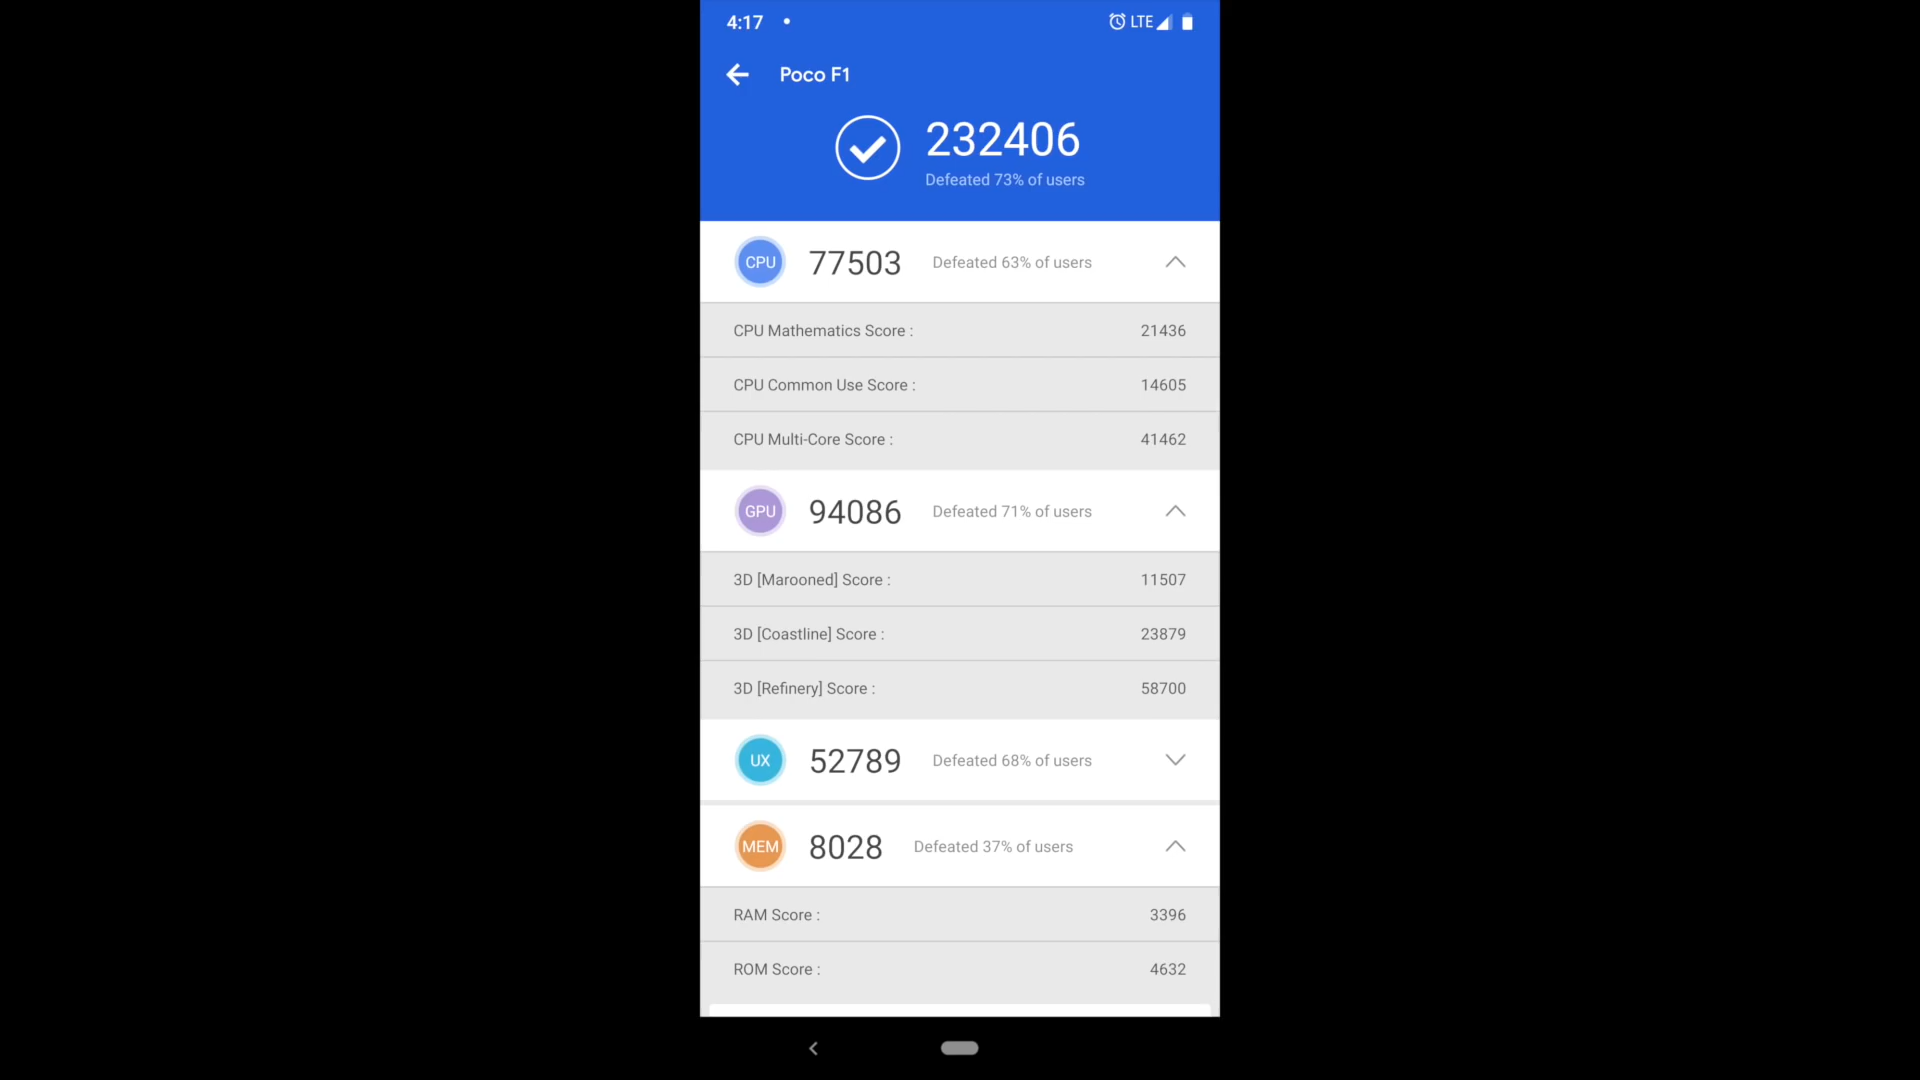 4:17 LTE
Poco F1
232406
Defeated 73% of users
CPU 77503 Defeated 63% of users
CPU Mathematics Score : 21436
CPU Common Use Score : 14605
CPU Multi-Core Score : 41462
GPU 94086 Defeated 71% of users
3D [Marooned] Score : 11507
3D [Coastline] Score : 23879
3D [Refinery] Score : 58700
UX 52789 Defeated 68% of users
MEM 8028 Defeated 37% of users
RAM Score : 3396
ROM Score : 4632